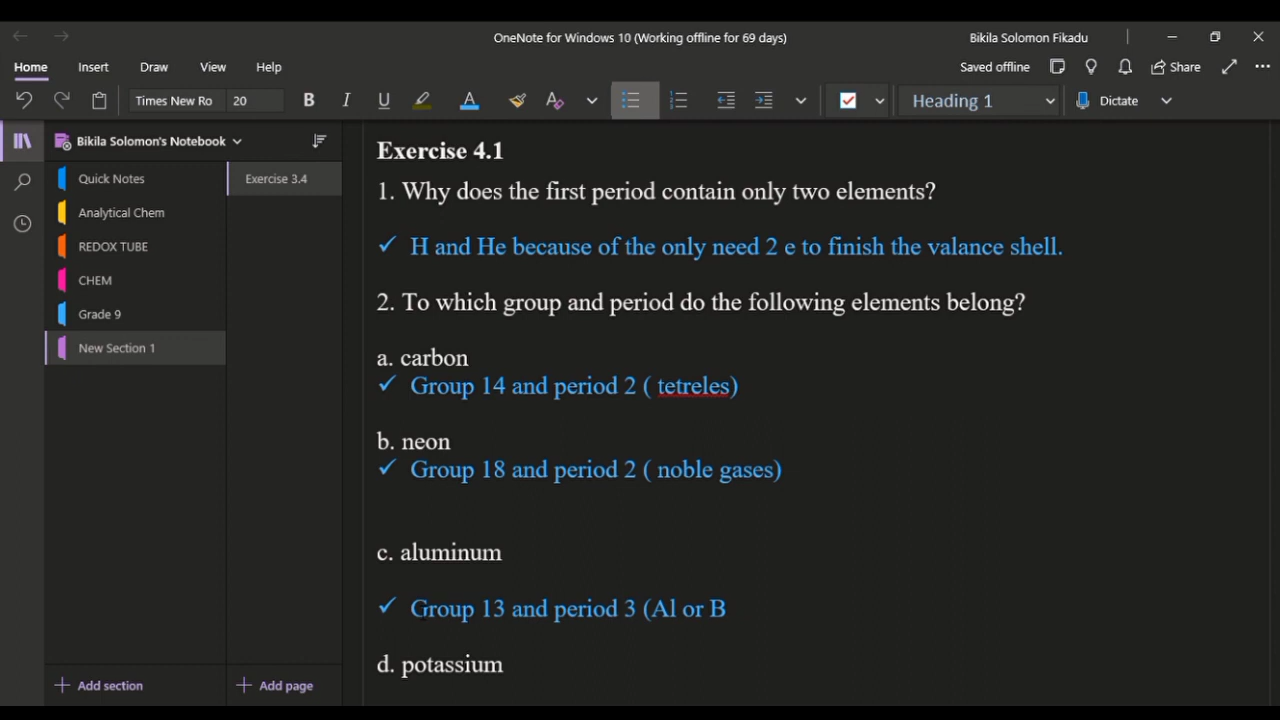 OneNote for Windows 10 (Working offline for 69 days)
Bikila Solomon Fikadu
Home Insert Draw View Help
Saved offline
Share
Times New Ro 20 B I U A A Heading 1 Dictate
Bikila Solomon's Notebook
Quick Notes
Analytical Chem
REDOX TUBE
CHEM
Grade 9
New Section 1
Add section
Exercise 3.4
Add page
Exercise 4.1
1. Why does the first period contain only two elements?
✓ H and He because of the only need 2 e to finish the valance shell.
2. To which group and period do the following elements belong?
a. carbon
✓ Group 14 and period 2 ( tetreles)
b. neon
✓ Group 18 and period 2 ( noble gases)
c. aluminum
✓ Group 13 and period 3 (Al or B
d. potassium